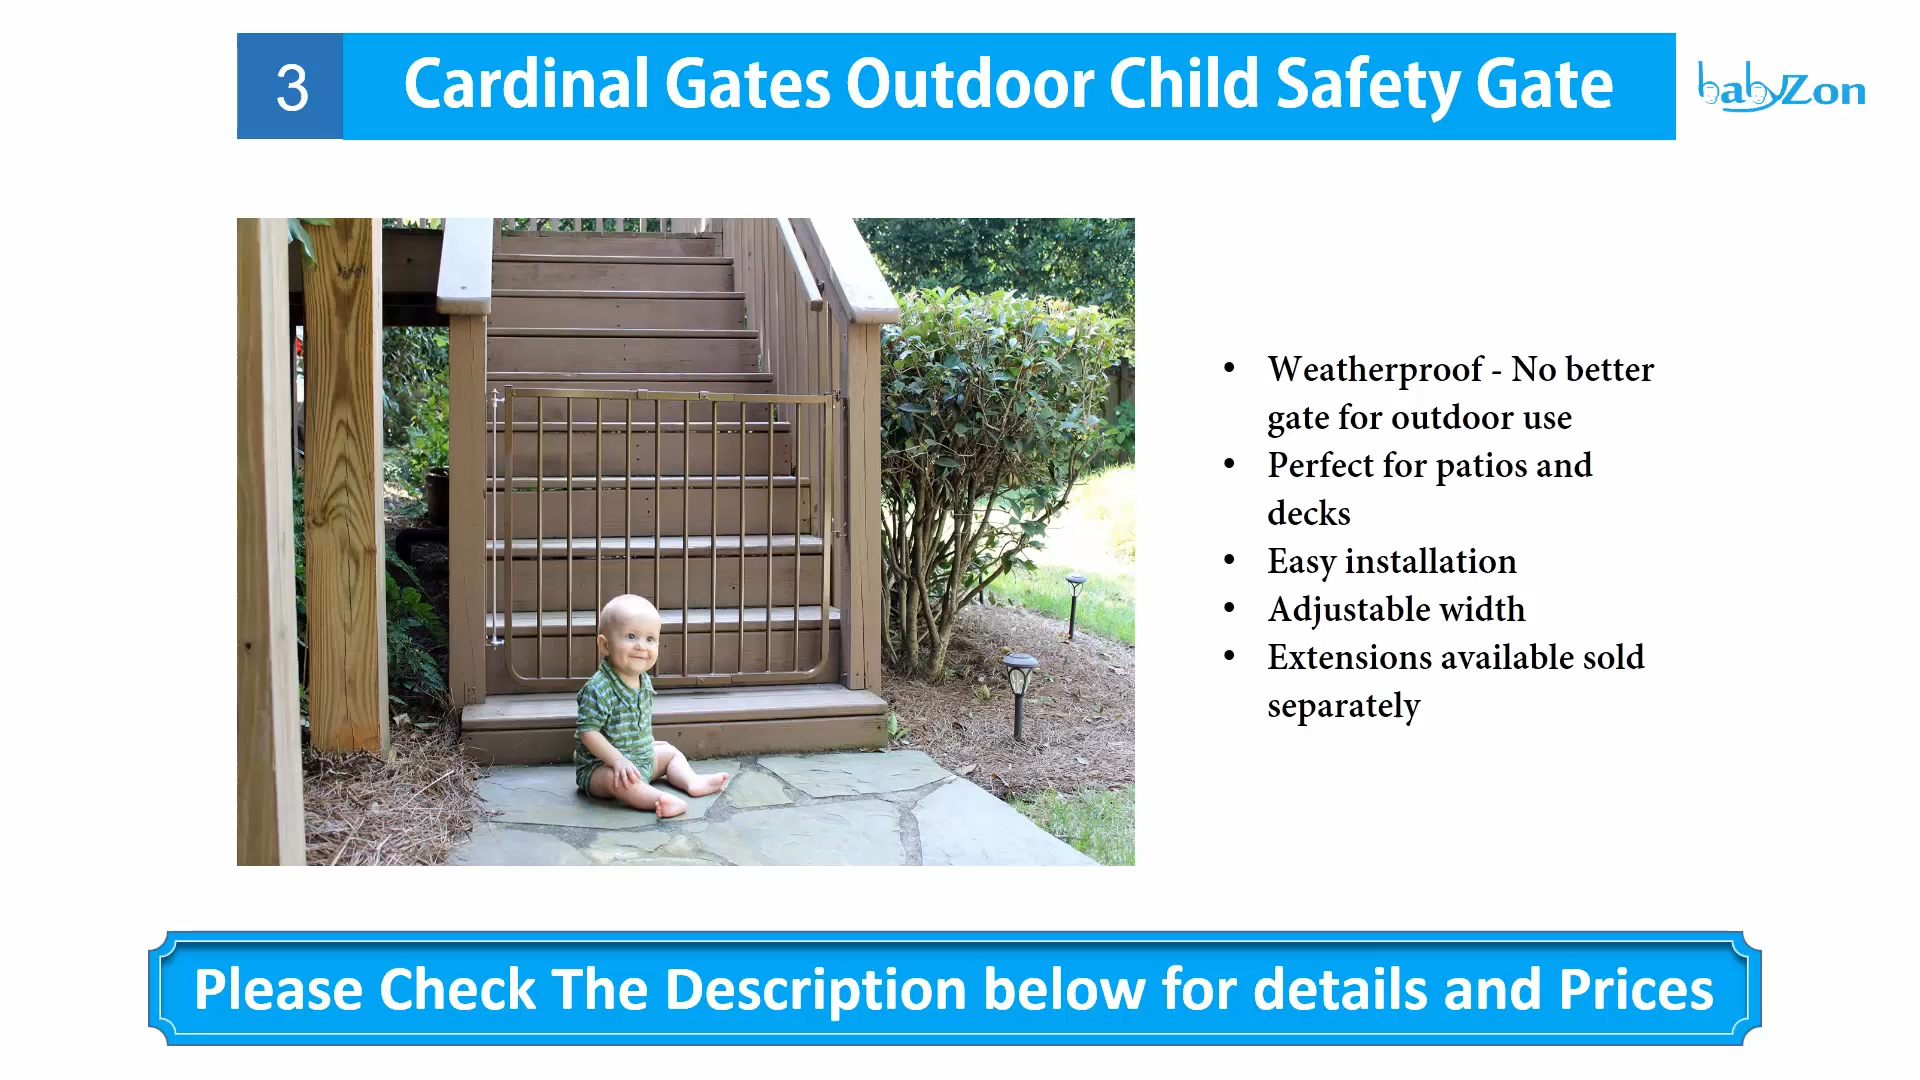 3
Cardinal Gates Outdoor Child Safety Gate
babyZon
• Weatherproof - No better
gate for outdoor use
• Perfect for patios and
decks
• Easy installation
• Adjustable width
• Extensions available sold
separately
Please Check The Description below for details and Prices